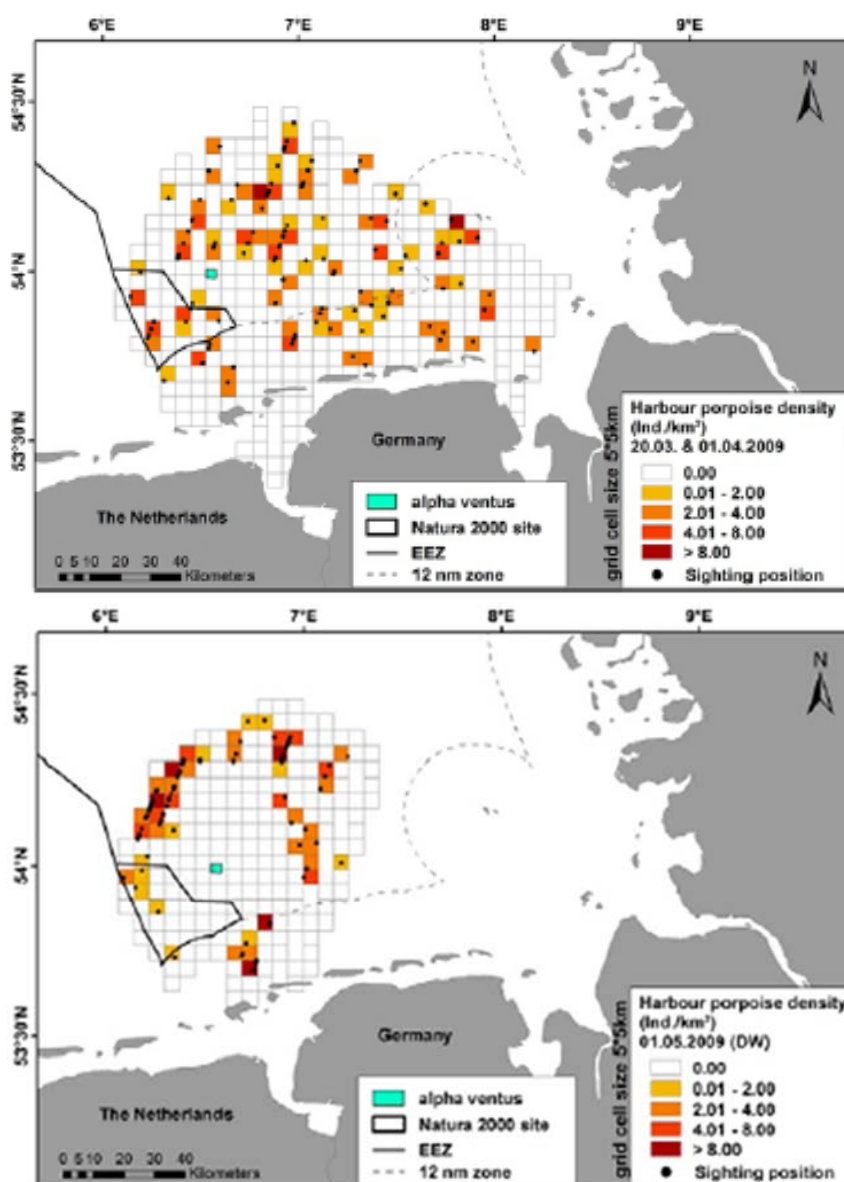 6°E 7°E 8°E 9°E
N
54°30'N
54°N
53°30'N
Germany
The Netherlands
0 5 10 20 30 40
Kilometers
alpha ventus
Natura 2000 site
EEZ
12 nm zone
grid cell size 5*5km
Harbour porpoise density
(Ind./km²)
20.03. & 01.04.2009
0.00
0.01 - 2.00
2.01 - 4.00
4.01 - 8.00
> 8.00
Sighting position
6°E 7°E 8°E 9°E
N
54°30'N
54°N
53°30'N
Germany
The Netherlands
0 5 10 20 30 40
Kilometers
alpha ventus
Natura 2000 site
EEZ
12 nm zone
grid cell size 5*5km
Harbour porpoise density
(Ind./km²)
01.05.2009 (DW)
0.00
0.01 - 2.00
2.01 - 4.00
4.01 - 8.00
> 8.00
Sighting position